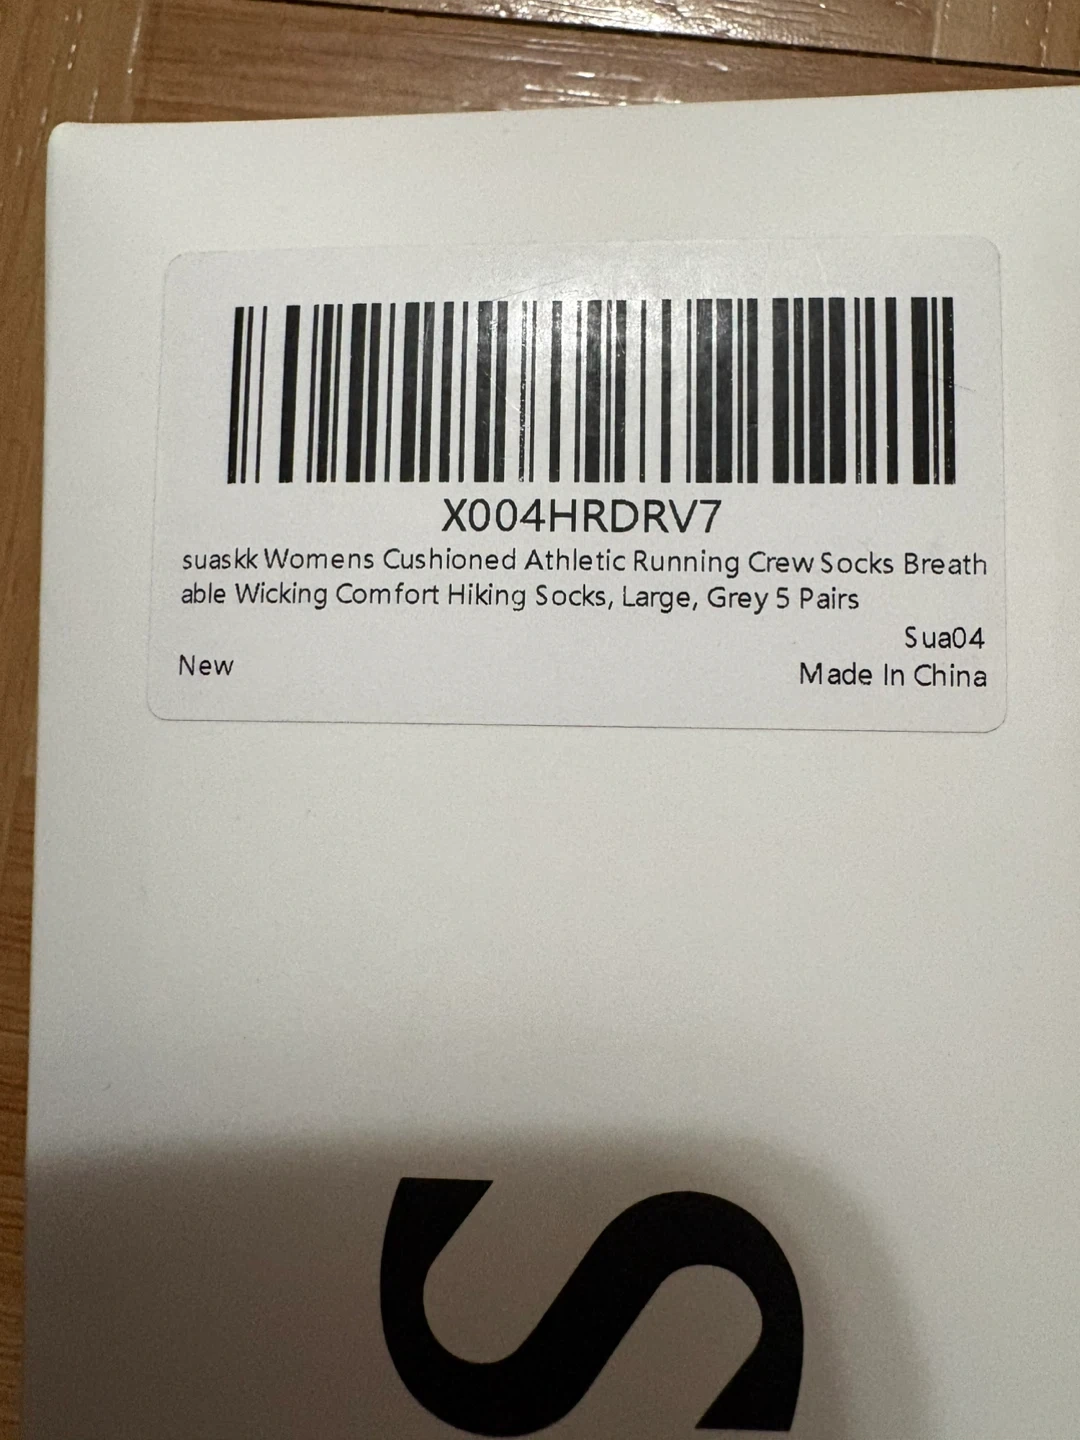 X004HRDRV7
suaskk Womens Cushioned Athletic Running Crew Socks Breath
able Wicking Comfort Hiking Socks, Large, Grey 5 Pairs
Sua04
New
Made In China
S